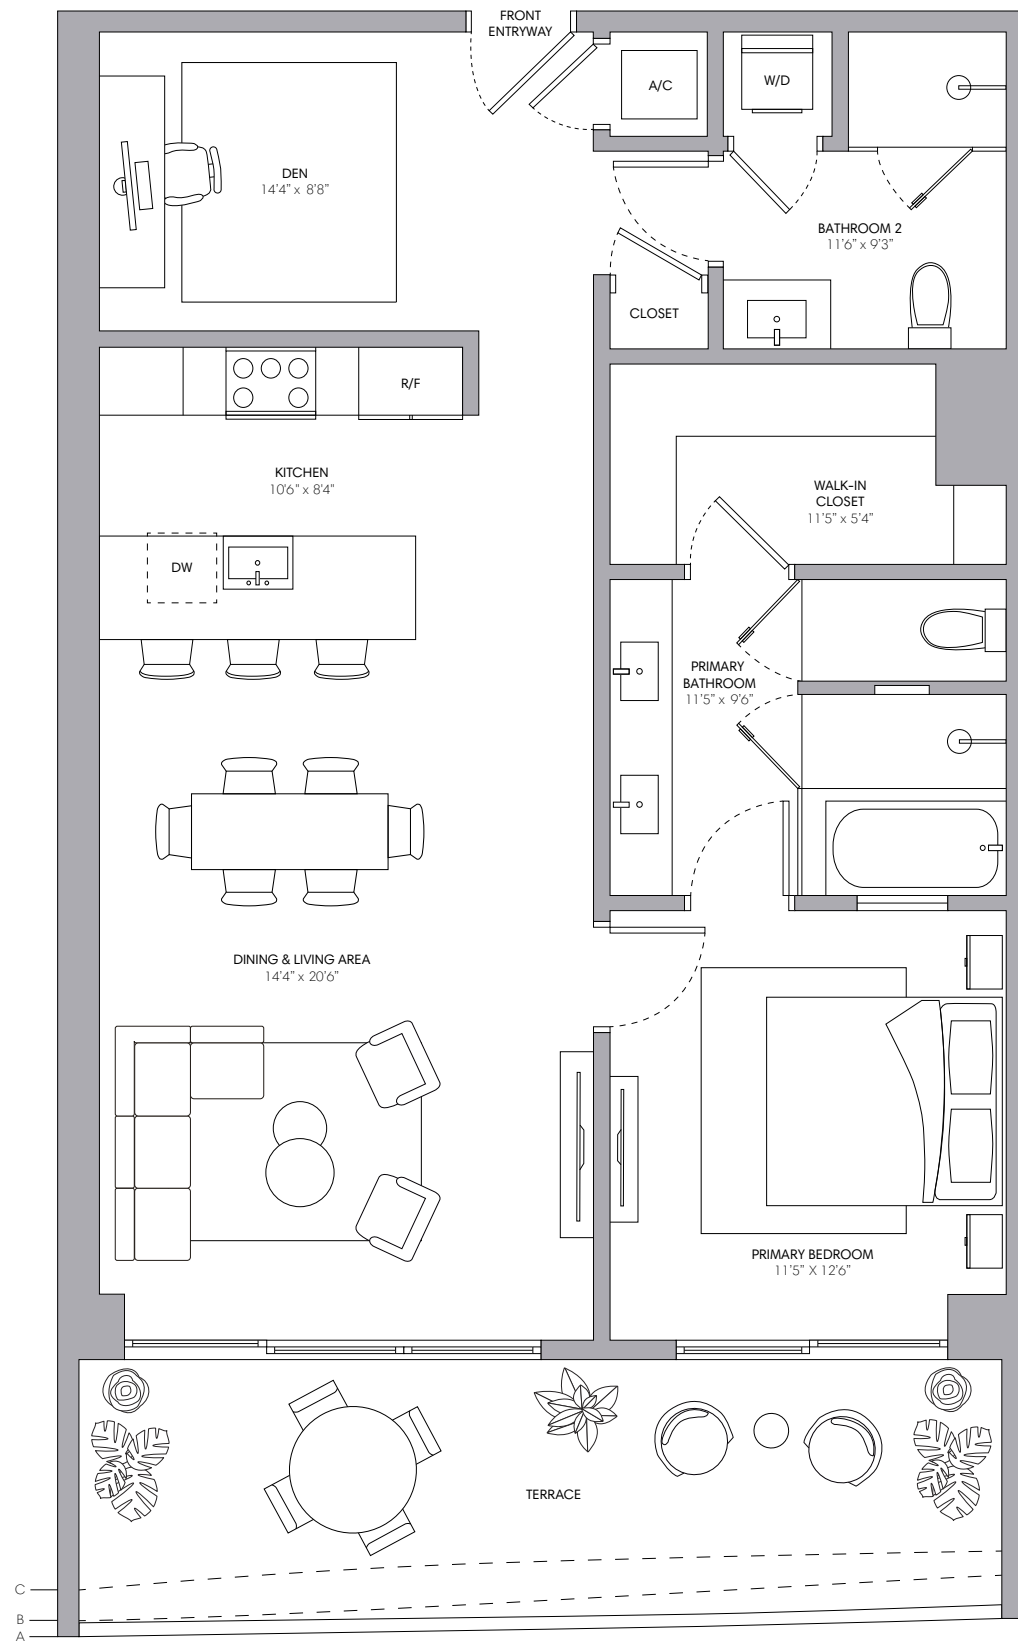 FRONT
ENTRYWAY
A/C
W/D
DEN
14'4" x 8'8"
BATHROOM 2
11'6" x 9'3"
CLOSET
R/F
KITCHEN
10'6" x 8'4"
WALK-IN
CLOSET
11'5" x 5'4"
DW
PRIMARY
BATHROOM
11'5" x 9'6"
DINING & LIVING AREA
14'4" x 20'6"
PRIMARY BEDROOM
11'5" X 12'6"
TERRACE
C
B
A